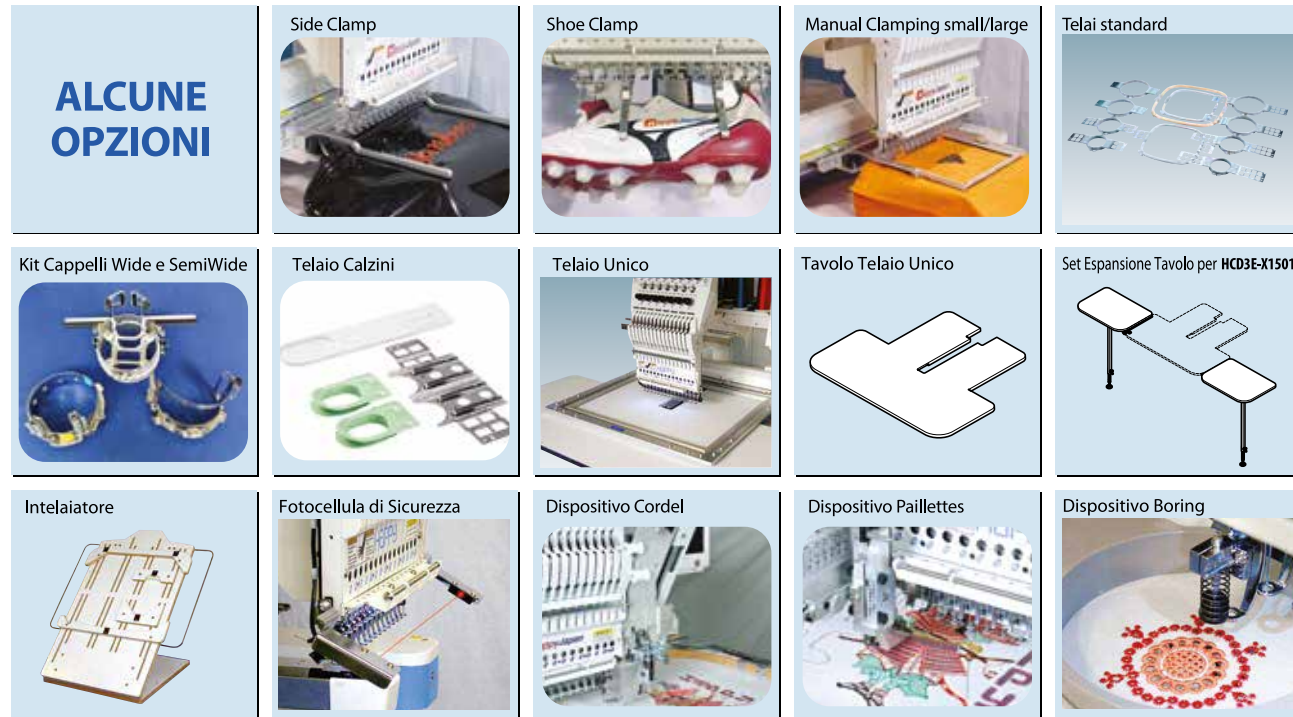 ALCUNE
OPZIONI
Side Clamp
Shoe Clamp
Manual Clamping small/large
Telai standard
Kit Cappelli Wide e SemiWide
Telaio Calzini
Telaio Unico
Tavolo Telaio Unico
Set Espansione Tavolo per HCD3E-X1501
Intelaiatore
Fotocellula di Sicurezza
Dispositivo Cordel
Dispositivo Paillettes
Dispositivo Boring